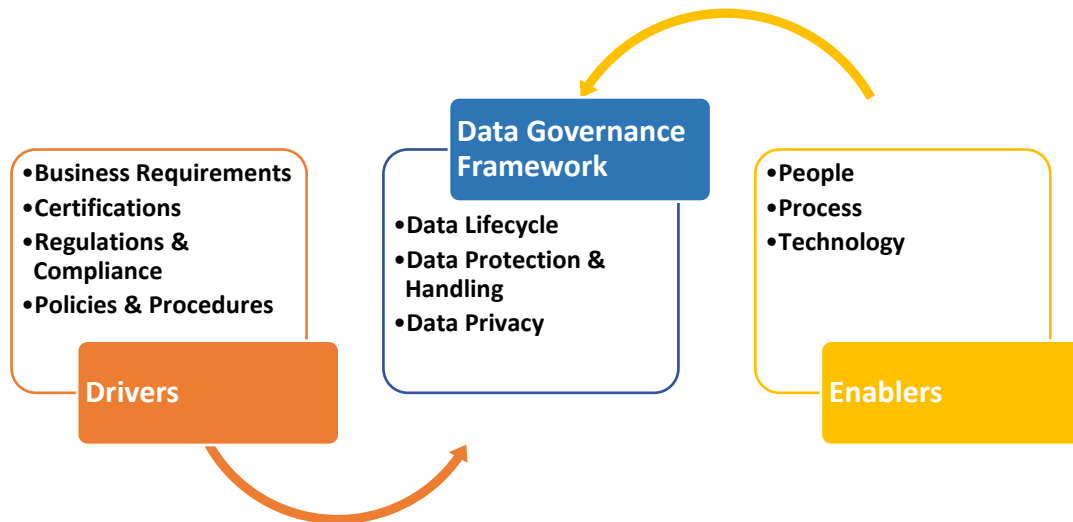 •Business Requirements
•Certifications
•Regulations &
Compliance
•Policies & Procedures
Drivers
Data Governance
Framework
•Data Lifecycle
•Data Protection &
Handling
•Data Privacy
•People
•Process
•Technology
Enablers